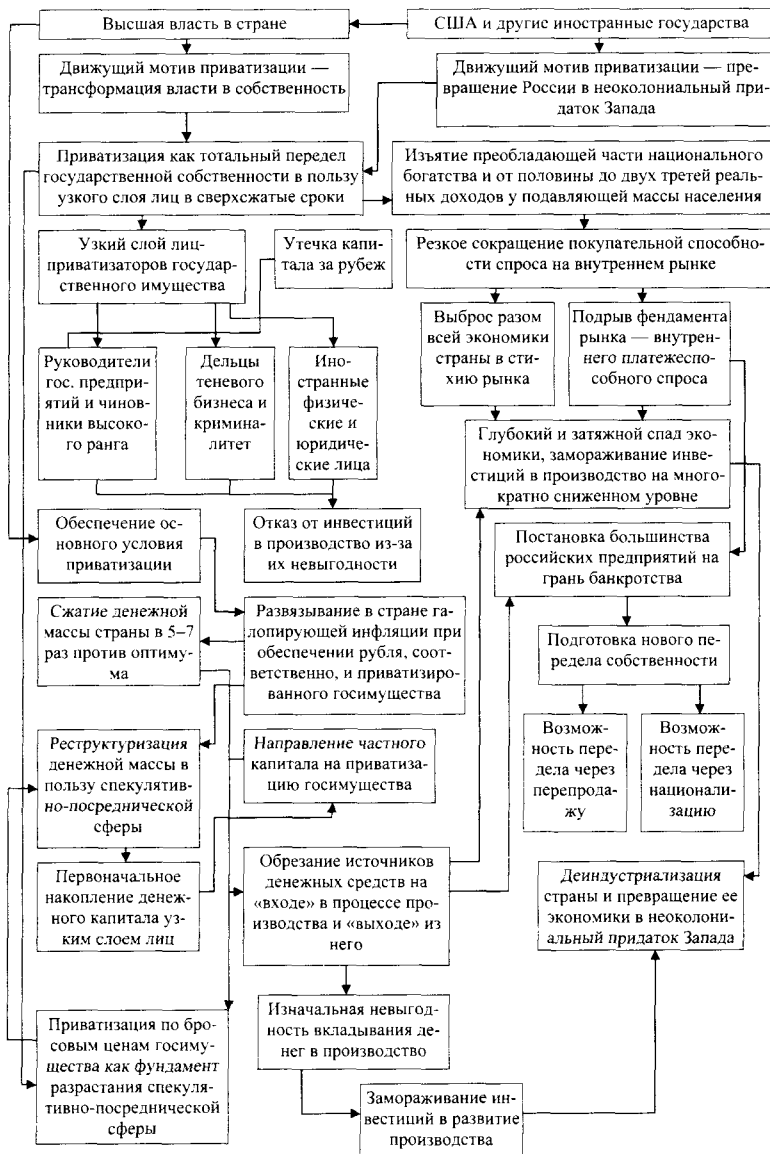 Высшая власть в стране
США и другие иностранные государства
Движущий мотив приватизации —
трансформация власти в собственность
Движущий мотив приватизации — пре-
вращение России в неоколониальный при-
даток Запада
Приватизация как тотальный передел
государственной собственности в пользу
узкого слоя лиц в сверхсжатые сроки
Изъятие преобладающей части национального
богатства и от половины до двух третей реаль-
ных доходов у подавляющей массы населения
Узкий слой лиц-
приватизаторов государ-
ственного имущества
Утечка капи-
тала за рубеж
Резкое сокращение покупательной способно-
сти спроса на внутреннем рынке
Выброс разом
всей экономики
страны в сти-
хию рынка
Подрыв фендамента
рынка — внутрен-
него платежеспо-
собного спроса
Руководители
гос. предпри-
ятий и чинов-
ники высоко-
го ранга
Дельцы
теневого
бизнеса и
кримина-
литет
Ино-
странные
физические и
юридиче-
ские лица
Глубокий и затяжной спад эко-
номики, замораживание инве-
стиций в производство на много-
кратно сниженном уровне
Обеспечение ос-
новного условия
приватизации
Отказ от инвестиций
в производство из-за
их невыгодности
Постановка большинства
российских предприятий на
грань банкротства
Сжатие денежной
массы страны в 5–7
раз против оптиму-
ма
Развязывание в стране га-
лопирующей инфляции при
обеспечении рубля, соот-
ветственно, и приватизиро-
ванного госимущества
Подготовка нового пе-
редела собственности
Возмож-
ность пере-
дела через
перепрода-
жу
Возмож-
ность пере-
дела через
национали-
зацию
Реструктуризация
денежной массы в
пользу спекулятив-
но-посреднической
сферы
Направление частного
капитала на приватиза-
цию госимущества
Первоначальное
накопление денеж-
ного капитала уз-
ким слоем лиц
Обрезание источников
денежных средств на
«входе» в процессе про-
изводства и «выходе» из
него
Деиндустриализация
страны и превращение ее
экономики в неоколони-
альный придаток Запада
Приватизация по бро-
совым ценам госиму-
щества как фундамент
разрастания спекуля-
тивно-посреднической
сферы
Изначальная невыгод-
ность вкладывания де-
нег в производство
Замораживание ин-
вестиций в развитие
производства